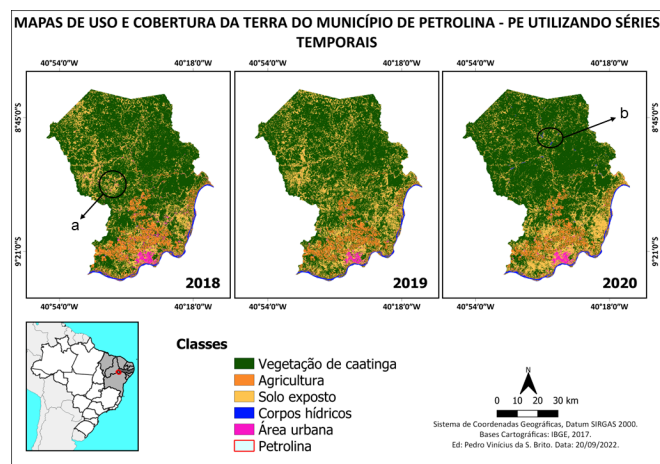 MAPAS DE USO E COBERTURA DA TERRA DO MUNICÍPIO DE PETROLINA - PE UTILIZANDO SÉRIES
TEMPORAIS
40°54'0"W 40°18'0"W 40°54'0"W 40°18'0"W 40°54'0"W 40°18'0"W
8°45'0"S 8°45'0"S
a b
9°21'0"S 9°21'0"S
2018 2019 2020
40°54'0"W 40°18'0"W 40°54'0"W 40°18'0"W 40°54'0"W 40°18'0"W
Classes
Vegetação de caatinga
Agricultura
Solo exposto
Corpos hídricos
Área urbana
Petrolina
N
0 10 20 30 km
Sistema de Coordenadas Geográficas, Datum SIRGAS 2000.
Bases Cartográficas: IBGE, 2017.
Ed: Pedro Vinícius da S. Brito. Data: 20/09/2022.